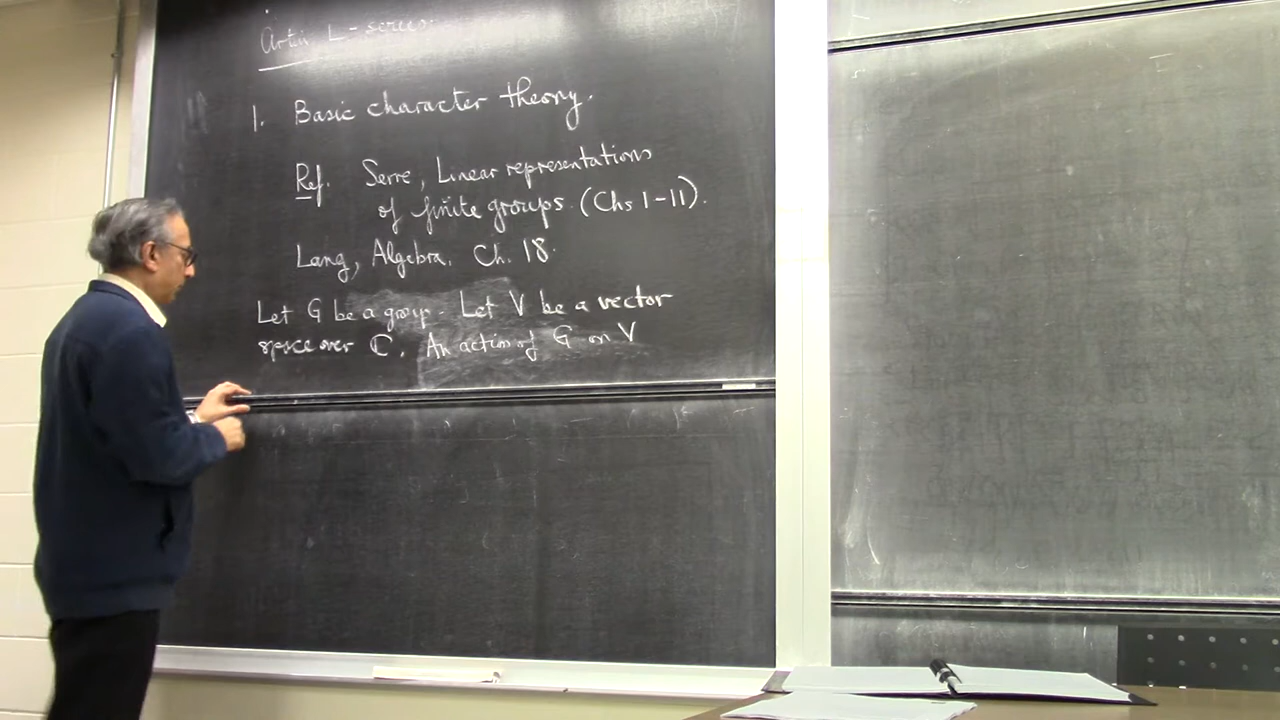 Artin L-series
1. Basic character theory.
Ref. Serre, Linear representations
of finite groups. (Chs 1-11).
Lang, Algebra. Ch. 18.
Let G be a group. Let V be a vector
space over ℂ. An action of G on V